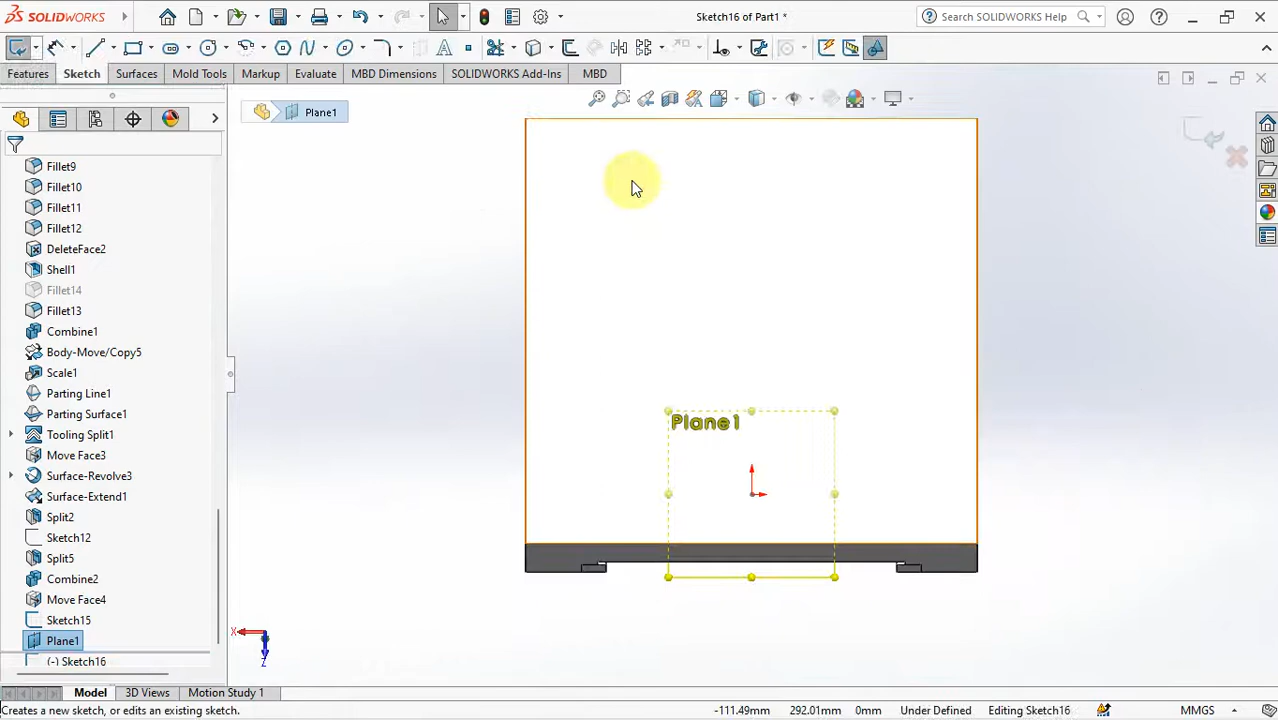 SOLIDWORKS
Sketch16 of Part1 *
Search SOLIDWORKS Help
Features
Sketch
Surfaces
Mold Tools
Markup
Evaluate
MBD Dimensions
SOLIDWORKS Add-Ins
MBD
Plane1
Fillet9
Fillet10
Fillet11
Fillet12
DeleteFace2
Shell1
Fillet14
Fillet13
Combine1
Body-Move/Copy5
Scale1
Parting Line1
Parting Surface1
Tooling Split1
Move Face3
Surface-Revolve3
Surface-Extend1
Split2
Sketch12
Split5
Combine2
Move Face4
Sketch15
Plane1
(-) Sketch16
Plane1
X
Z
Model
3D Views
Motion Study 1
Creates a new sketch, or edits an existing sketch.
-111.49mm
292.01mm
0mm
Under Defined
Editing Sketch16
MMGS